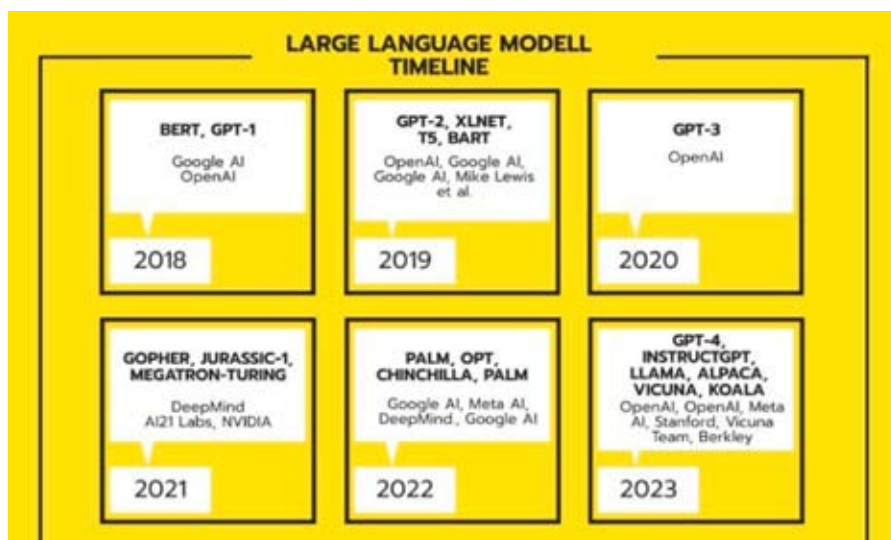 LARGE LANGUAGE MODELL
TIMELINE
BERT, GPT-1
Google AI
OpenAI
2018
GPT-2, XLNET,
T5, BART
OpenAI, Google AI,
Google AI, Mike Lewis
et al.
2019
GPT-3
OpenAI
2020
GOPHER, JURASSIC-1,
MEGATRON-TURING
DeepMind
AI21 Labs, NVIDIA
2021
PALM, OPT,
CHINCHILLA, PALM
Google AI, Meta AI,
DeepMind., Google AI
2022
GPT-4,
INSTRUCTGPT,
LLAMA, ALPACA,
VICUNA, KOALA
OpenAI, OpenAI, Meta
AI, Stanford, Vicuna
Team, Berkley
2023